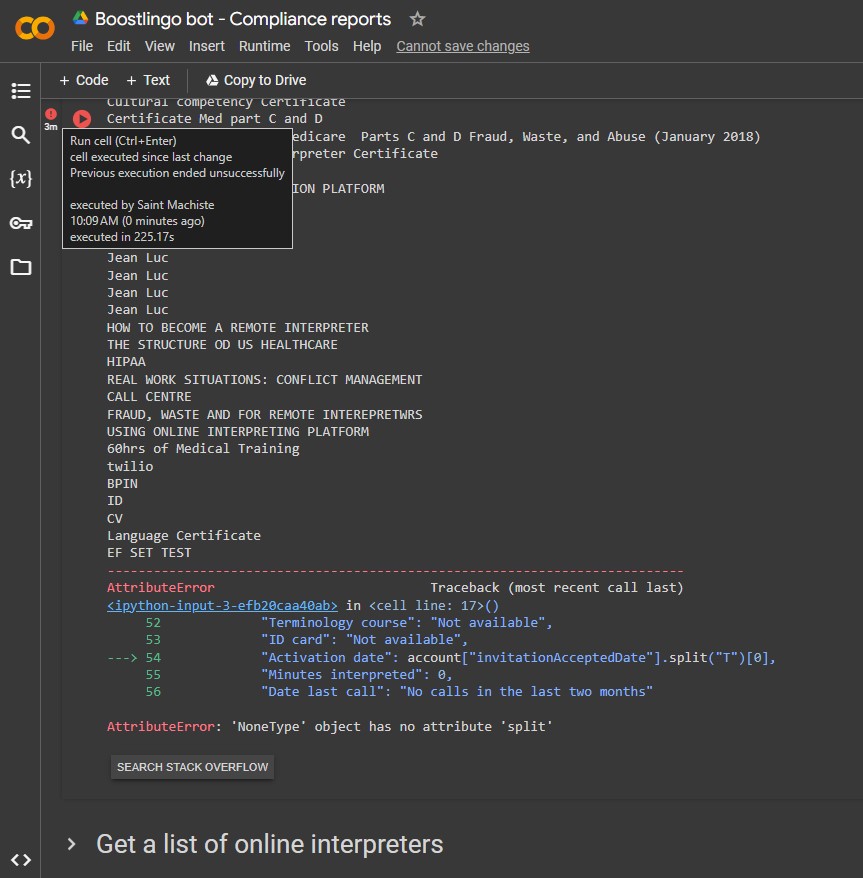 Boostlingo bot - Compliance reports
File Edit View Insert Runtime Tools Help Cannot save changes
+ Code + Text Copy to Drive
Cultural competency Certificate
Certificate Med part C and D
3m
edicare Parts C and D Fraud, Waste, and Abuse (January 2018)
rpreter Certificate
ION PLATFORM
Run cell (Ctrl+Enter)
cell executed since last change
Previous execution ended unsuccessfully
executed by Saint Machiste
10:09 AM (0 minutes ago)
executed in 225.17s
{x}
Jean Luc
Jean Luc
Jean Luc
Jean Luc
HOW TO BECOME A REMOTE INTERPRETER
THE STRUCTURE OD US HEALTHCARE
HIPAA
REAL WORK SITUATIONS: CONFLICT MANAGEMENT
CALL CENTRE
FRAUD, WASTE AND FOR REMOTE INTEREPRETWRS
USING ONLINE INTERPRETING PLATFORM
60hrs of Medical Training
twilio
BPIN
ID
CV
Language Certificate
EF SET TEST
---------------------------------------------------------------------------
AttributeError Traceback (most recent call last)
<ipython-input-3-efb20caa40ab> in <cell line: 17>()
52 "Terminology course": "Not available",
53 "ID card": "Not available",
---> 54 "Activation date": account["invitationAcceptedDate"].split("T")[0],
55 "Minutes interpreted": 0,
56 "Date last call": "No calls in the last two months"
AttributeError: 'NoneType' object has no attribute 'split'
SEARCH STACK OVERFLOW
Get a list of online interpreters